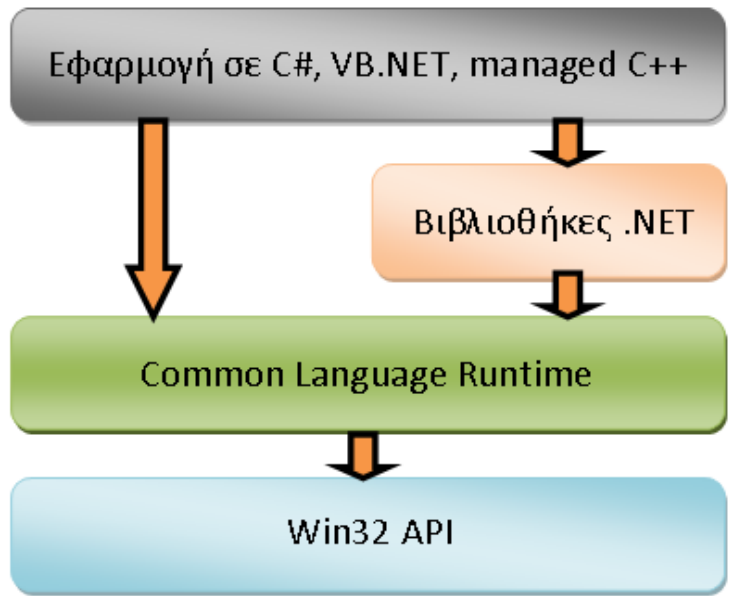 Εφαρμογή σε C#, VB.NET, managed C++
Βιβλιοθήκες .NET
Common Language Runtime
Win32 API